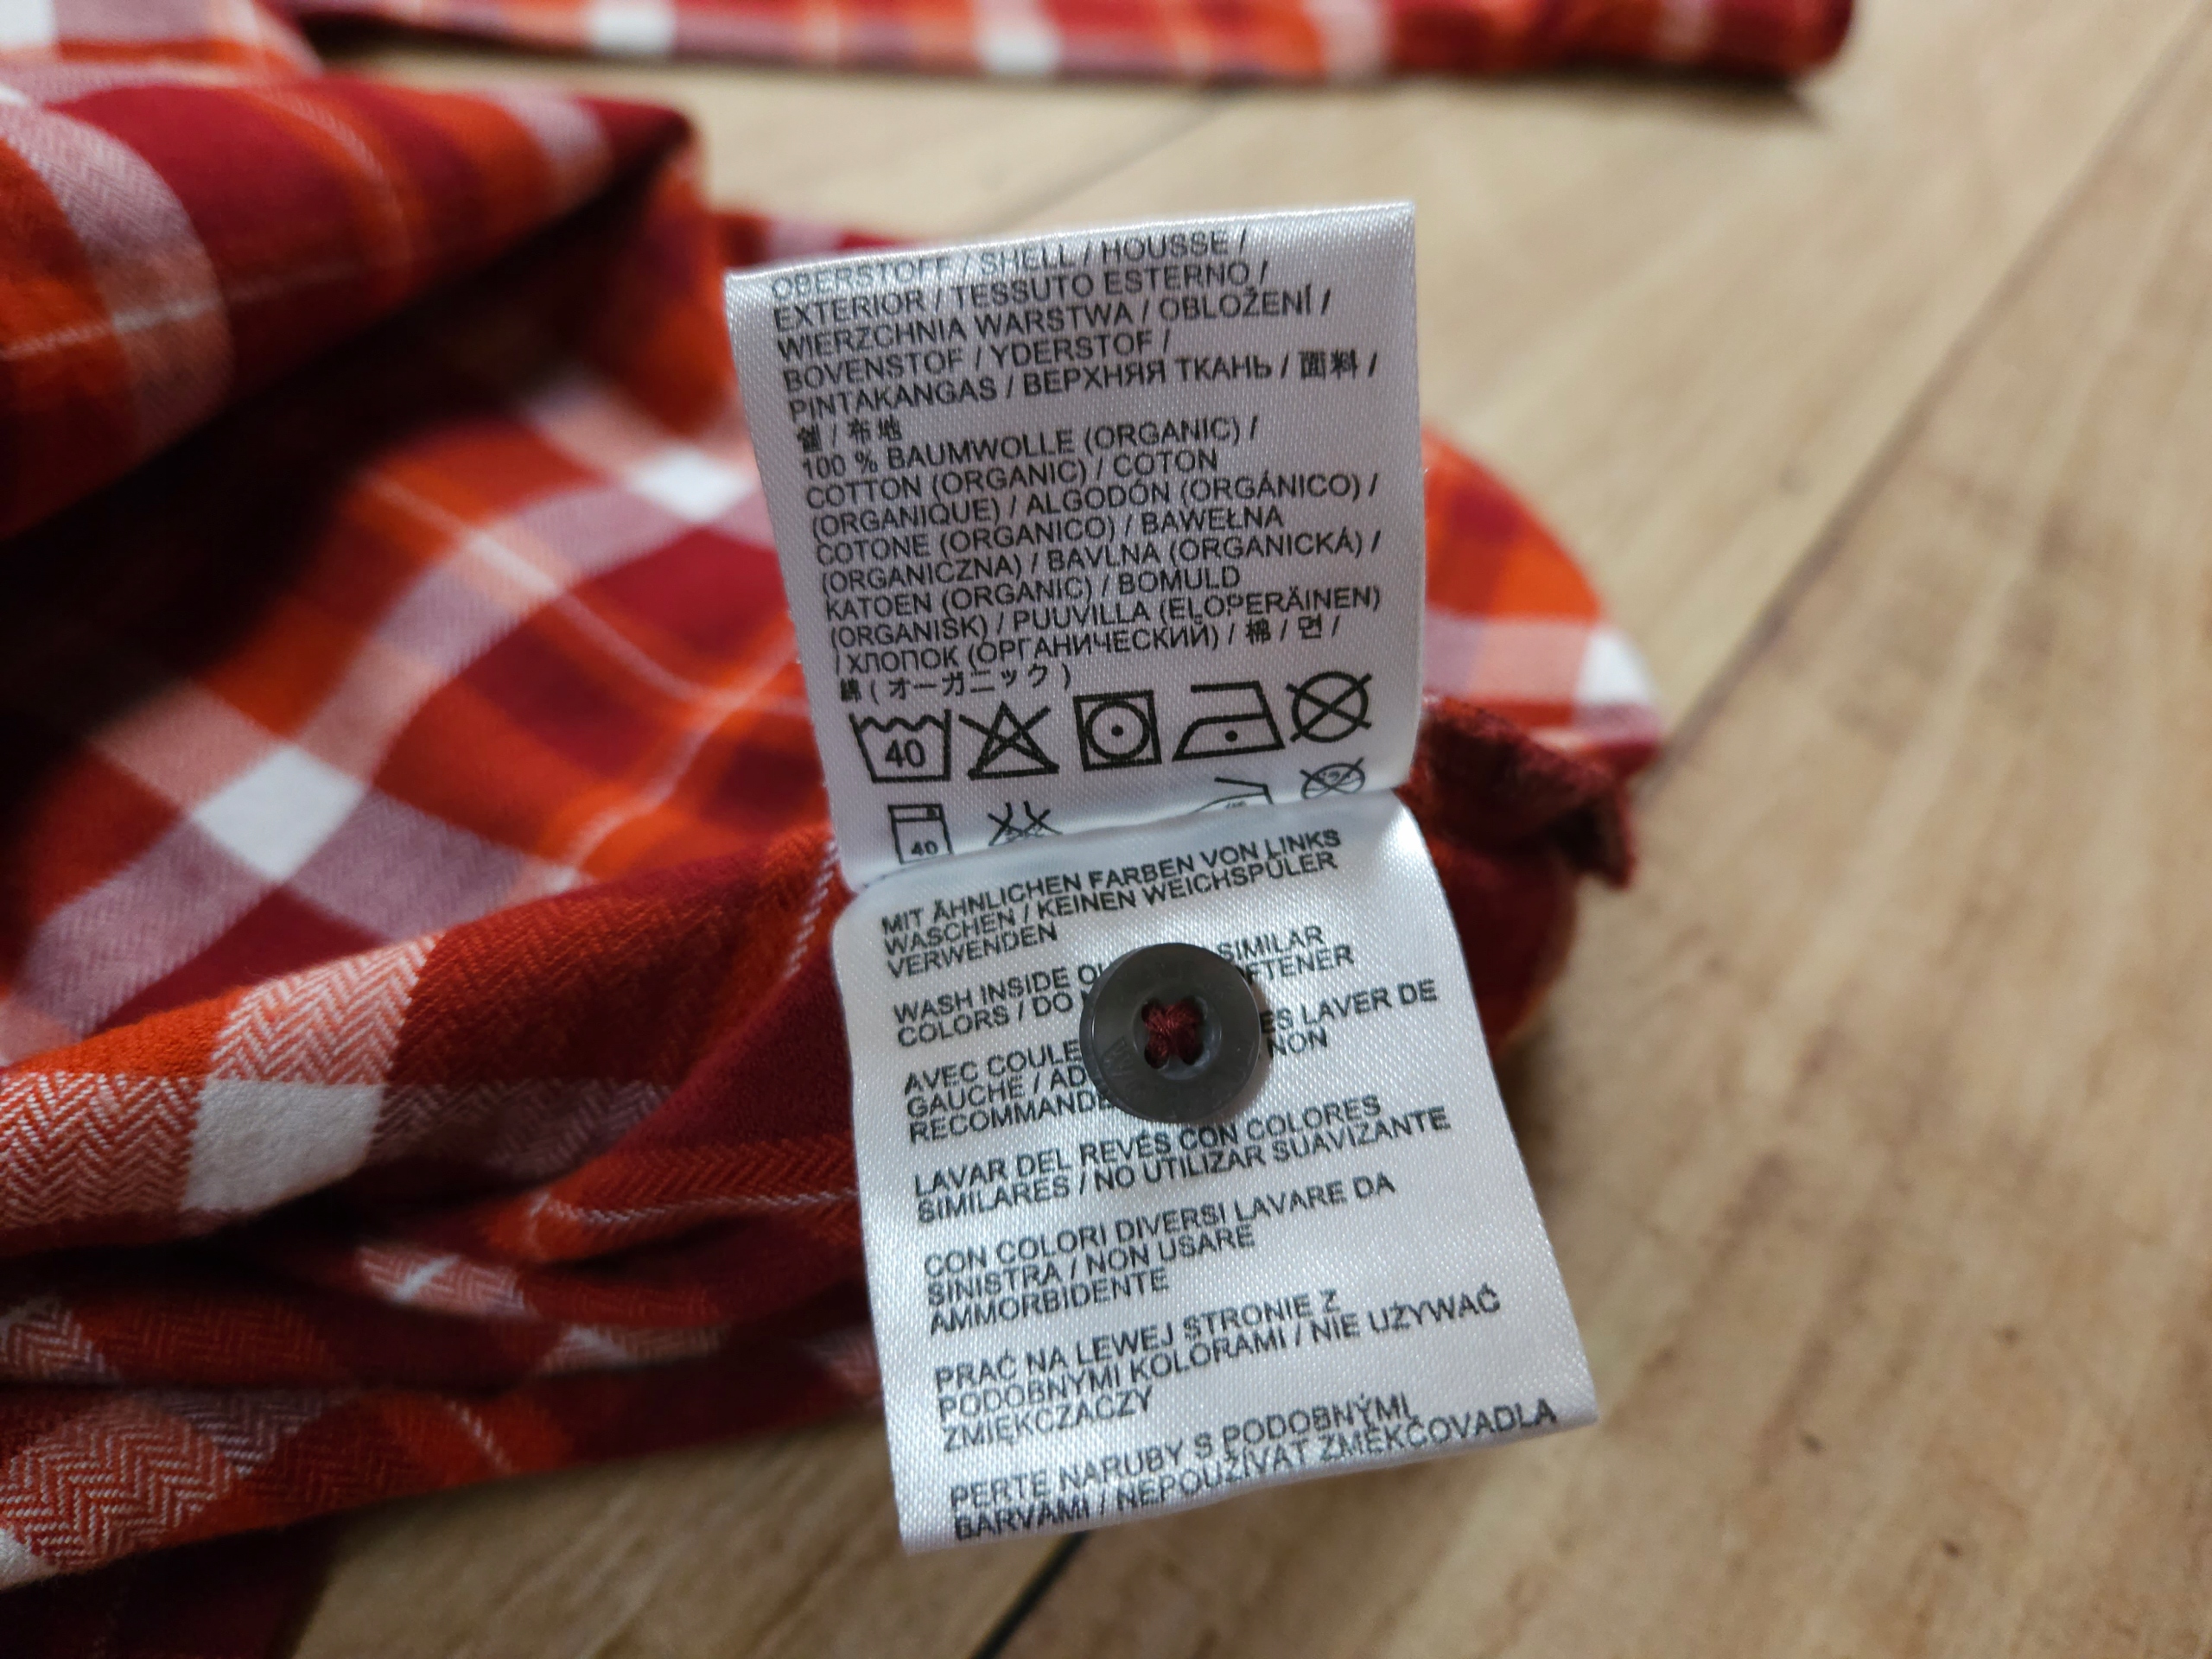 OBERSTOFF / SHELL / HOUSSE /
EXTERIOR / TESSUTO ESTERNO /
WIERZCHNIA WARSTWA / OBLOŽENÍ /
BOVENSTOF / YDERSTOF /
PINTAKANGAS / ВЕРХНЯЯ ТКАНЬ / 面料 /
쉘 / 布地
100 % BAUMWOLLE (ORGANIC) /
COTTON (ORGANIC) / COTON
(ORGANIQUE) / ALGODÓN (ORGÁNICO) /
COTONE (ORGANICO) / BAWEŁNA
(ORGANICZNA) / BAVLNA (ORGANICKÁ) /
KATOEN (ORGANIC) / BOMULD
(ORGANISK) / PUUVILLA (ELOPERÄINEN)
/ ХЛОПОК (ОРГАНИЧЕСКИЙ) / 棉 / 면 /
綿 ( オーガニック )
40
40
MIT ÄHNLICHEN FARBEN VON LINKS
WASCHEN / KEINEN WEICHSPÜLER
VERWENDEN
WASH INSIDE SIMILAR
COLORS / DO
AVEC LAVER DE
GAUCHE / NON
LAVAR DEL REVÉS CON COLORES
SIMILARES / NO UTILIZAR SUAVIZANTE
CON COLORI DIVERSI LAVARE DA
SINISTRA / NON USARE
AMMORBIDENTE
PRAĆ NA LEWEJ STRONIE Z
PODOBNYMI KOLORAMI / NIE UŻYWAĆ
ZMIĘKCZACZY
PERTE NARUBY S PODOBNÝMI
BARVAMI / NEPOUŽÍVAT ZMĚKČOVADLA